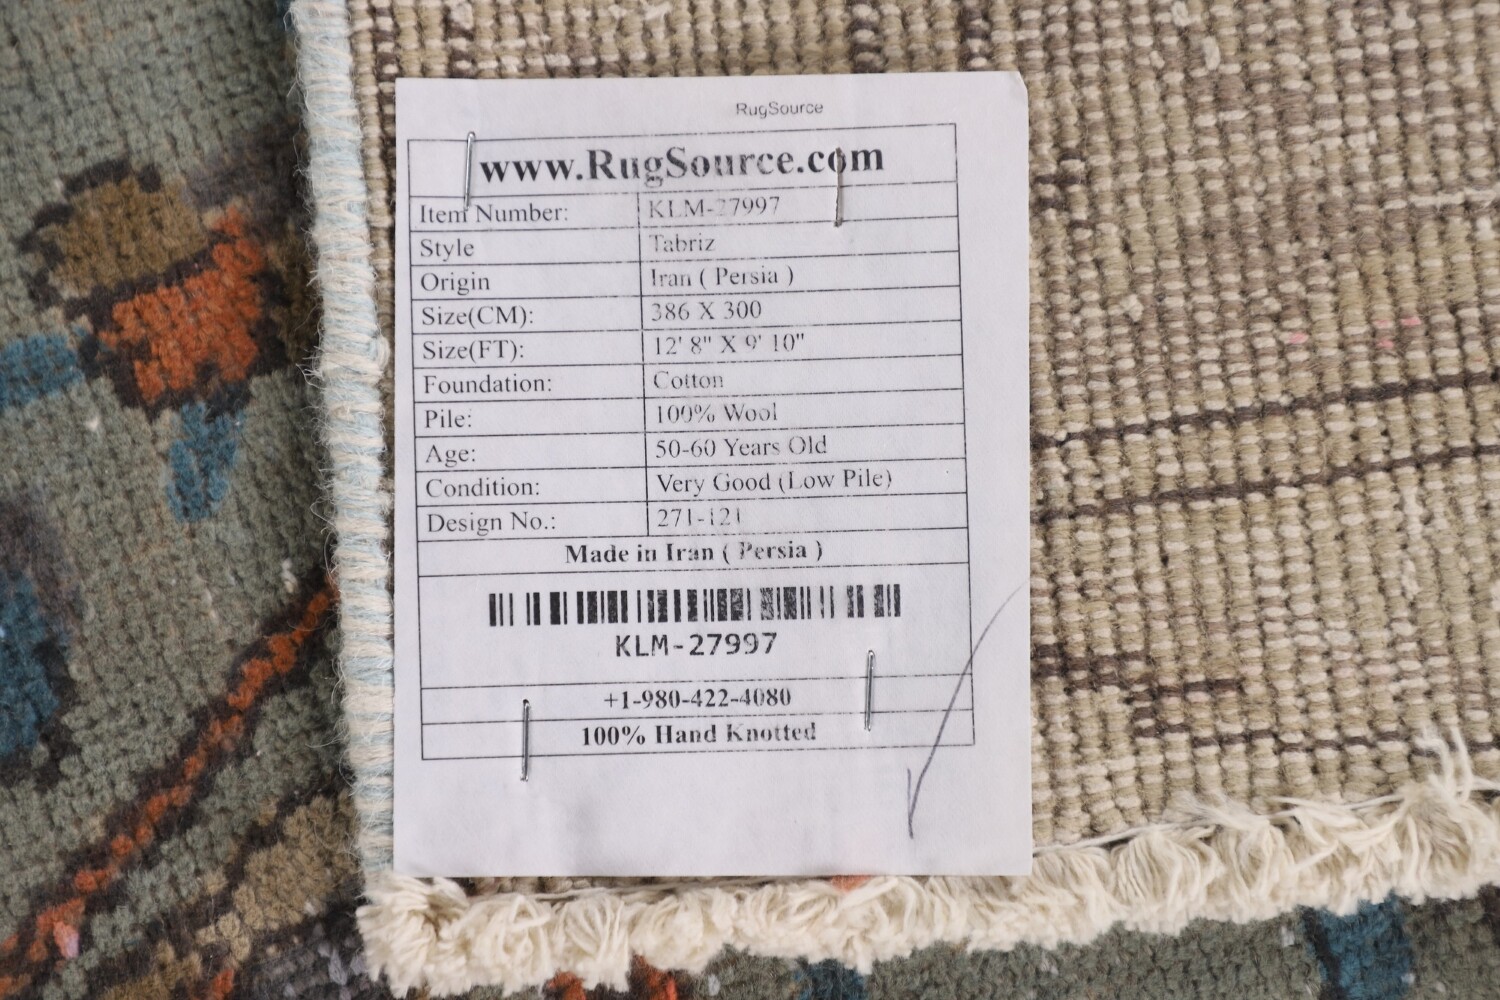 RugSource
www.RugSource.com
Item Number: KLM-27997
Style Tabriz
Origin Iran ( Persia )
Size(CM): 386 X 300
Size(FT): 12' 8" X 9' 10"
Foundation: Cotton
Pile: 100% Wool
Age: 50-60 Years Old
Condition: Very Good (Low Pile)
Design No.: 271-121
Made in Iran ( Persia )
KLM-27997
+1-980-422-4080
100% Hand Knotted